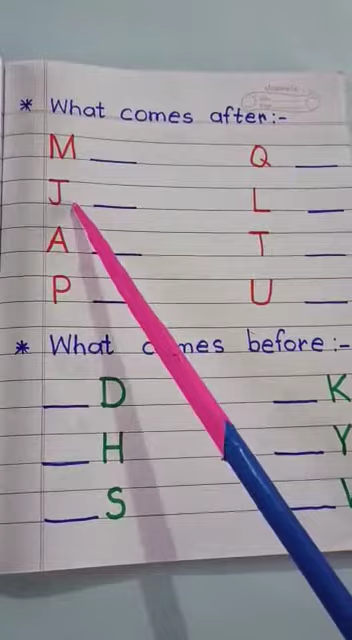 * What comes after:-
M ___ Q ___
J ___ L ___
A ___ T ___
P ___ U ___
* What comes before:-
___ D ___ K
___ H ___ Y
___ S ___